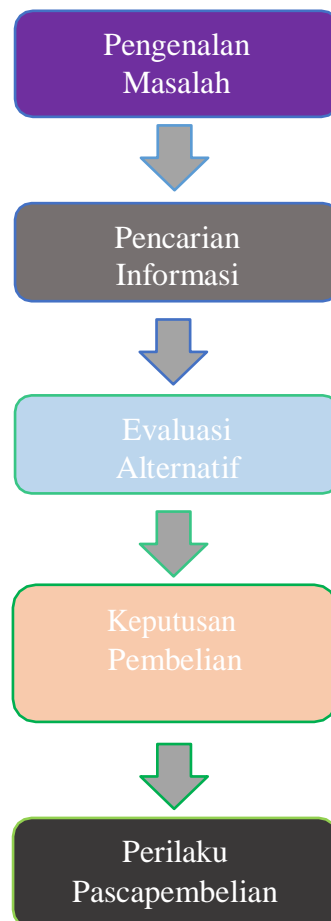 Pengenalan
Masalah
Pencarian
Informasi
Evaluasi
Alternatif
Keputusan
Pembelian
Perilaku
Pascapembelian